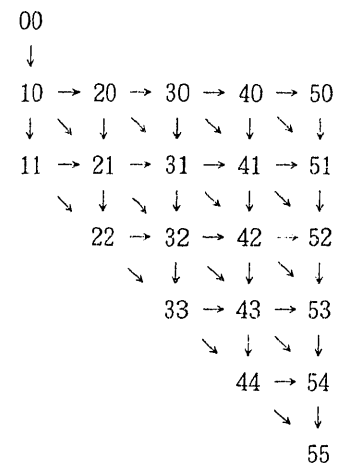 00
↓
10 → 20 → 30 → 40 → 50
↓ ↘ ↓ ↘ ↓ ↘ ↓ ↘ ↓
11 → 21 → 31 → 41 → 51
↘ ↓ ↘ ↓ ↘ ↓ ↘ ↓
22 → 32 → 42 → 52
↘ ↓ ↘ ↓ ↘ ↓
33 → 43 → 53
↘ ↓ ↘ ↓
44 → 54
↘ ↓
55